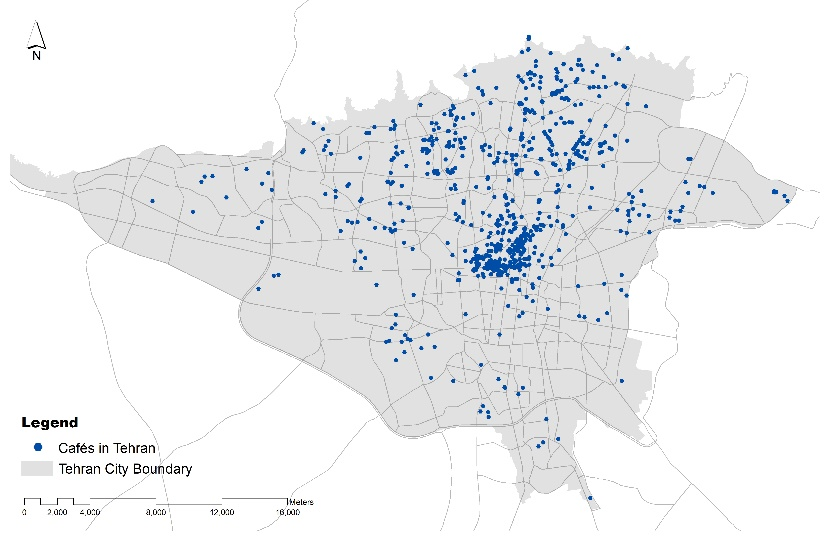 N
Legend
Cafés in Tehran
Tehran City Boundary
Meters
0 2,000 4,000 8,000 12,000 16,000